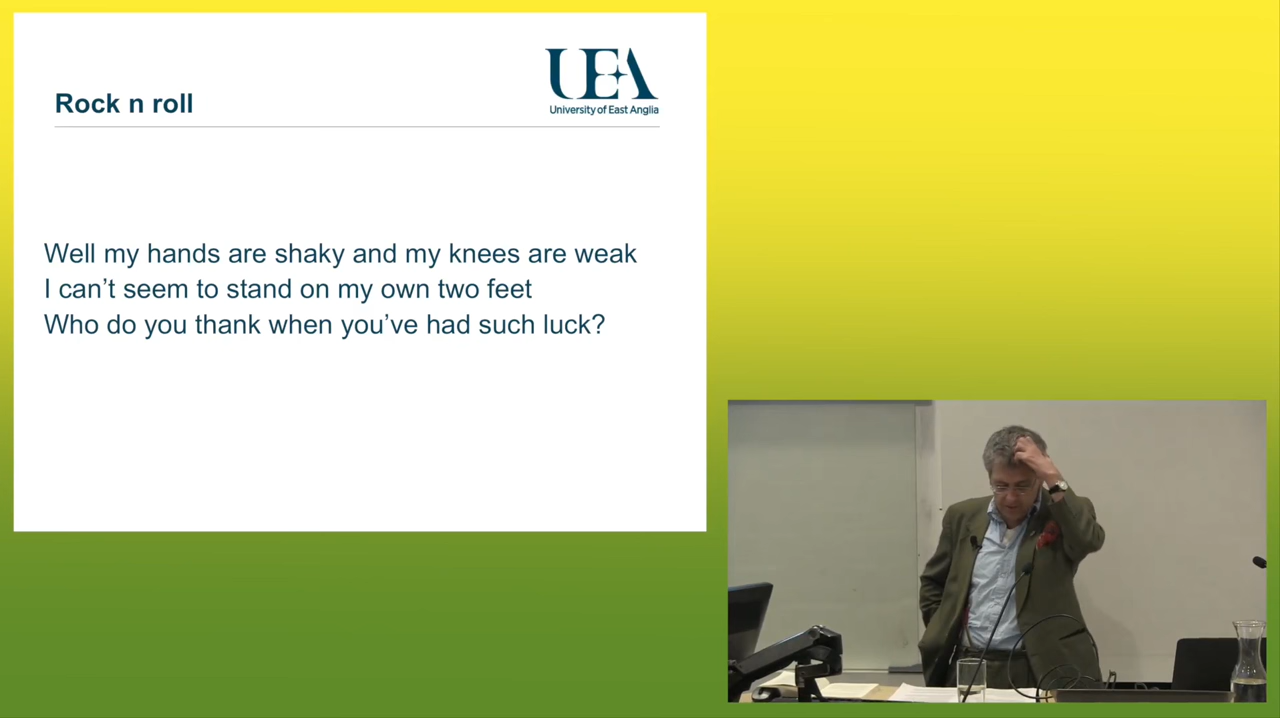 Rock n roll
UEA
University of East Anglia
Well my hands are shaky and my knees are weak
I can’t seem to stand on my own two feet
Who do you thank when you’ve had such luck?